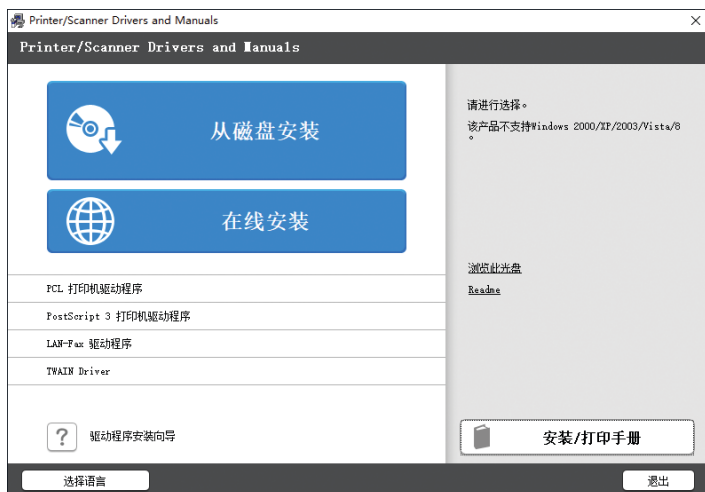 Printer/Scanner Drivers and Manuals
Printer/Scanner Drivers and Manuals
从磁盘安装
在线安装
PCL 打印机驱动程序
PostScript 3 打印机驱动程序
LAN-Fax 驱动程序
TWAIN Driver
? 驱动程序安装向导
请进行选择。
该产品不支持Windows 2000/XP/2003/Vista/8
。
浏览此光盘
Readme
安装/打印手册
选择语言
退出